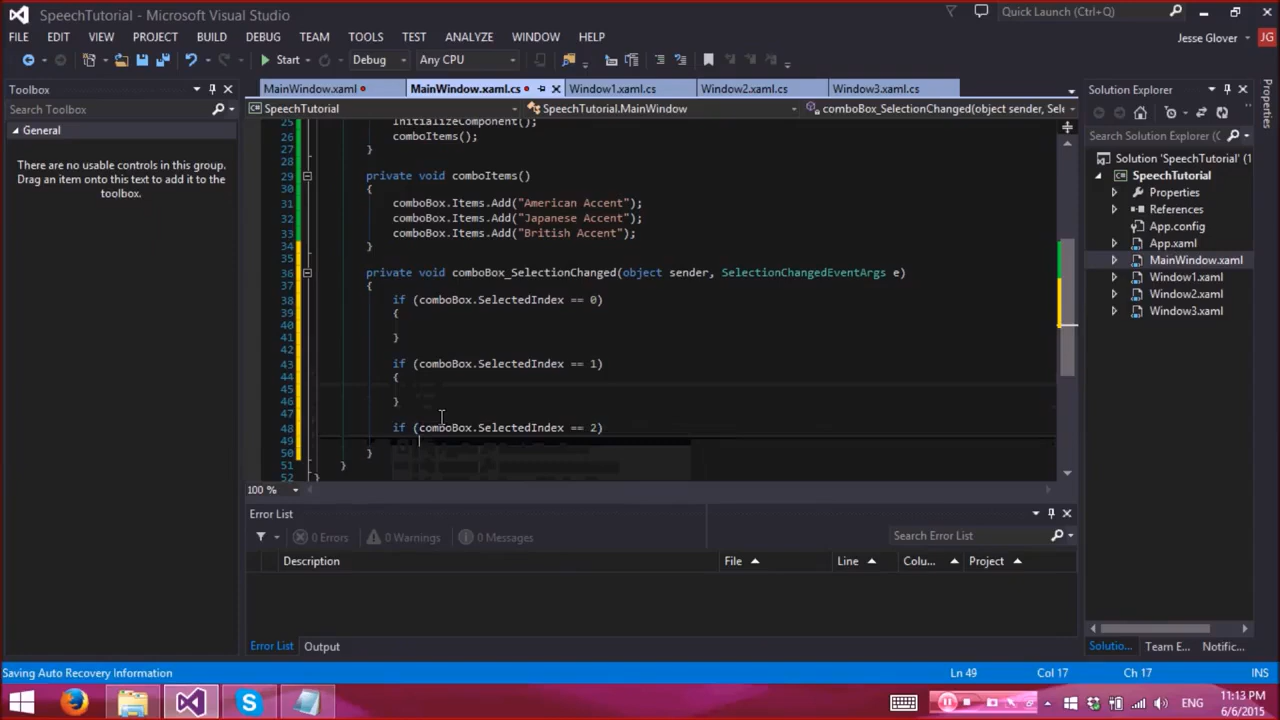 SpeechTutorial - Microsoft Visual Studio
Quick Launch (Ctrl+Q)
FILE EDIT VIEW PROJECT BUILD DEBUG TEAM TOOLS TEST ANALYZE WINDOW HELP
Jesse Glover JG
Start Debug Any CPU
Toolbox
Search Toolbox
General
There are no usable controls in this group.
Drag an item onto this text to add it to the
toolbox.
MainWindow.xaml MainWindow.xaml.cs Window1.xaml.cs Window2.xaml.cs Window3.xaml.cs
SpeechTutorial SpeechTutorial.MainWindow comboBox_SelectionChanged(object sender, Sele
25 InitializeComponent();
26 comboItems();
27 }
28
29 private void comboItems()
30 {
31 comboBox.Items.Add("American Accent");
32 comboBox.Items.Add("Japanese Accent");
33 comboBox.Items.Add("British Accent");
34 }
35
36 private void comboBox_SelectionChanged(object sender, SelectionChangedEventArgs e)
37 {
38 if (comboBox.SelectedIndex == 0)
39 {
40
41 }
42
43 if (comboBox.SelectedIndex == 1)
44 {
45
46 }
47
48 if (comboBox.SelectedIndex == 2)
49
50 }
51 }
52 }
100 %
Error List
0 Errors 0 Warnings 0 Messages
Search Error List
Description File Line Colu... Project
Error List Output
Solution Explorer
Search Solution Explorer (C
Solution 'SpeechTutorial' (1
SpeechTutorial
Properties
References
App.config
App.xaml
MainWindow.xaml
Window1.xaml
Window2.xaml
Window3.xaml
Solutio... Team E... Notific...
Properties
Saving Auto Recovery Information
Ln 49 Col 17 Ch 17 INS
ENG
11:13 PM
6/6/2015